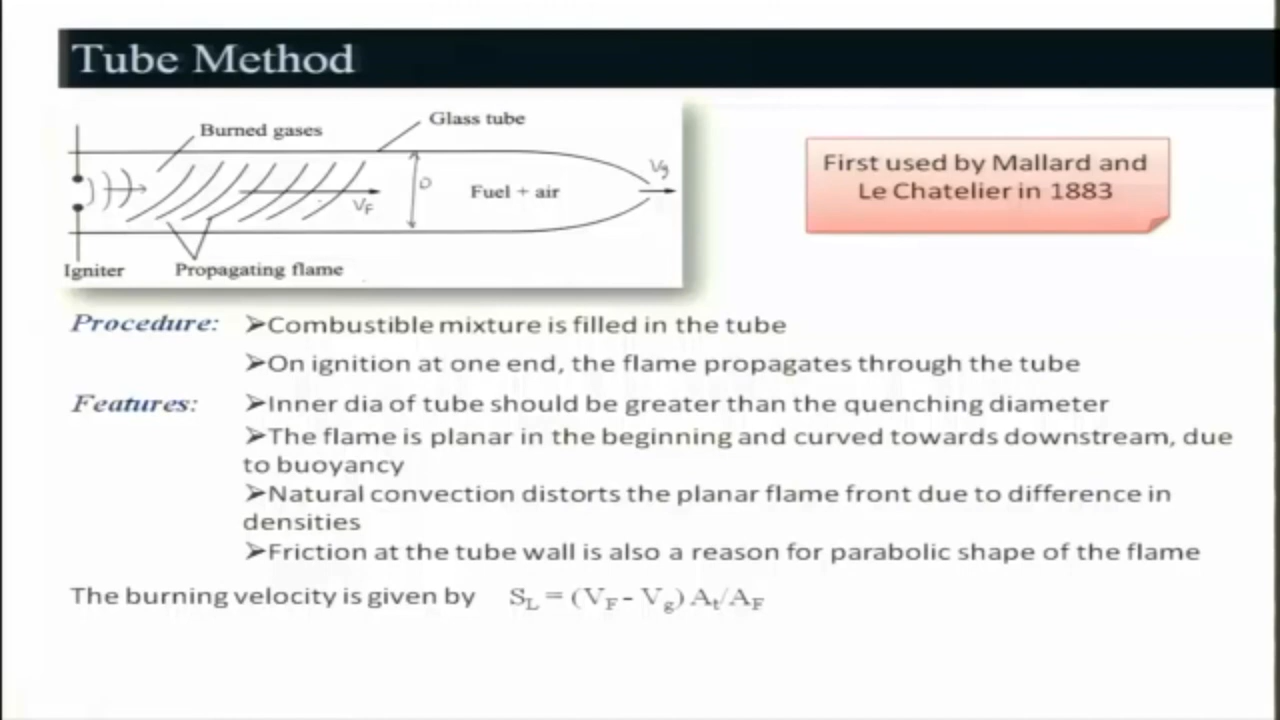 Tube Method
Burned gases
Glass tube
First used by Mallard and
Le Chatelier in 1883
Vg
D
Fuel + air
VF
Igniter
Propagating flame
Procedure: ➢Combustible mixture is filled in the tube
➢On ignition at one end, the flame propagates through the tube
Features: ➢Inner dia of tube should be greater than the quenching diameter
➢The flame is planar in the beginning and curved towards downstream, due
to buoyancy
➢Natural convection distorts the planar flame front due to difference in
densities
➢Friction at the tube wall is also a reason for parabolic shape of the flame
The burning velocity is given by S_L = (V_F - V_g) A_t/A_F